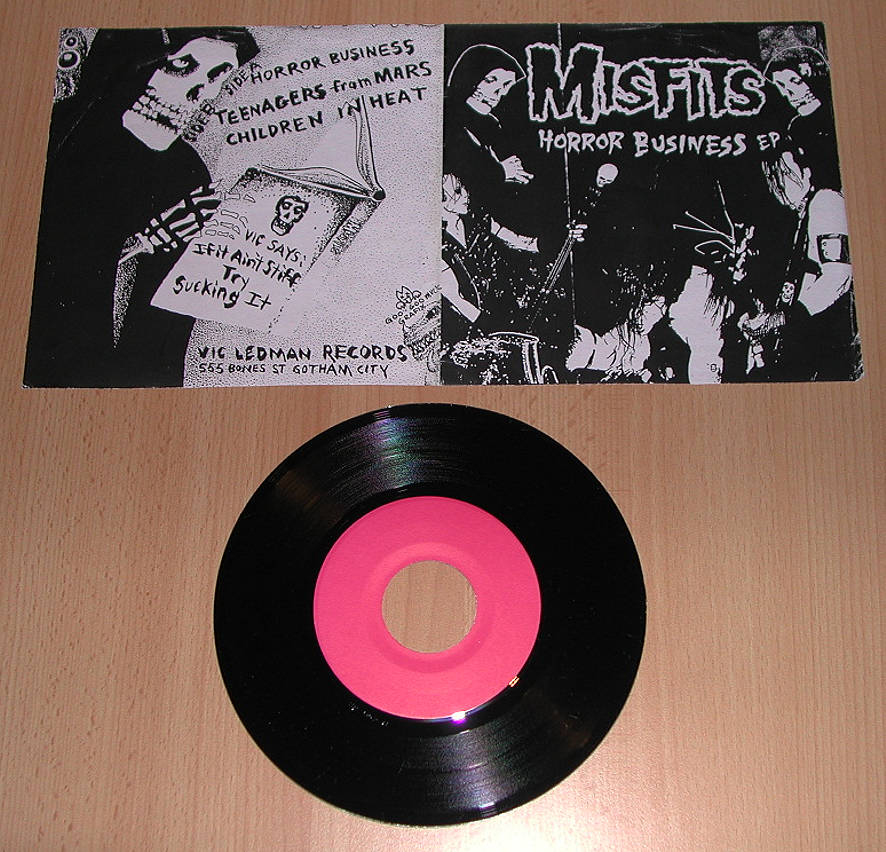 SIDE A HORROR BUSINESS
SIDE B TEENAGERS from MARS
CHILDREN IN HEAT
VIC SAYS:
If it Ain't Stiff
Try
Sucking It
VIC LEDMAN RECORDS
555 BONES ST GOTHAM CITY
MISFITS
HORROR BUSINESS EP